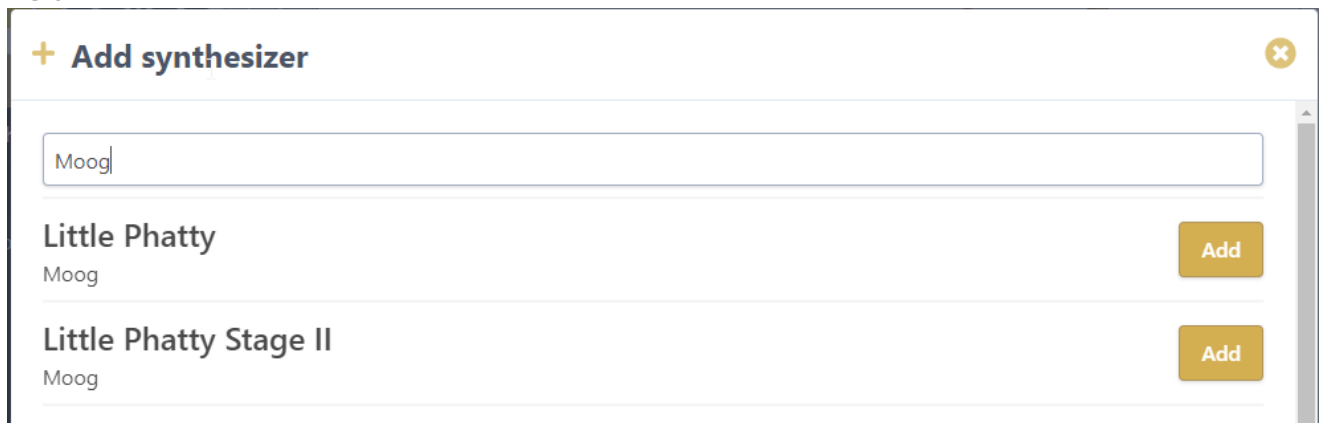 Add synthesizer
Moog
Little Phatty
Moog
Add
Little Phatty Stage II
Moog
Add